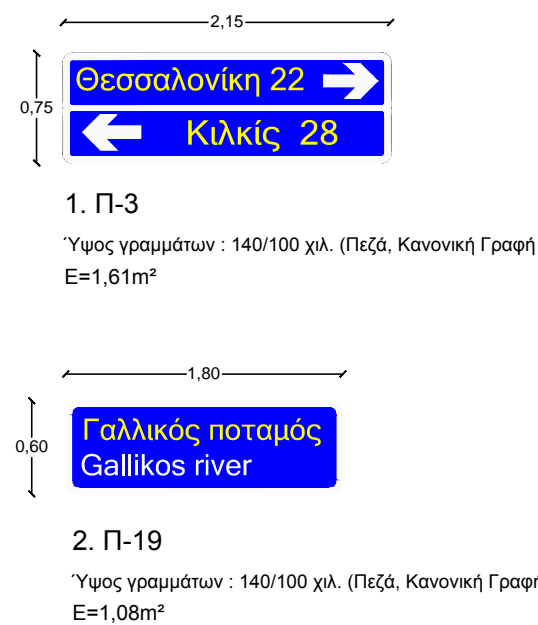 2,15
0,75
Θεσσαλονίκη 22
Κιλκίς 28
1. Π-3
Ύψος γραμμάτων : 140/100 χιλ. (Πεζά, Κανονική Γραφή
Ε=1,61m²
1,80
0,60
Γαλλικός ποταμός
Gallikos river
2. Π-19
Ύψος γραμμάτων : 140/100 χιλ. (Πεζά, Κανονική Γραφή
Ε=1,08m²